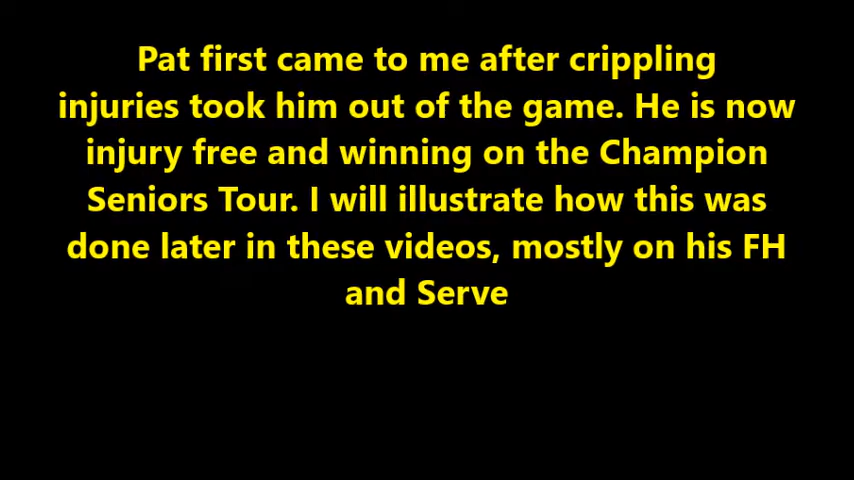 Pat first came to me after crippling
injuries took him out of the game. He is now
injury free and winning on the Champion
Seniors Tour. I will illustrate how this was
done later in these videos, mostly on his FH
and Serve